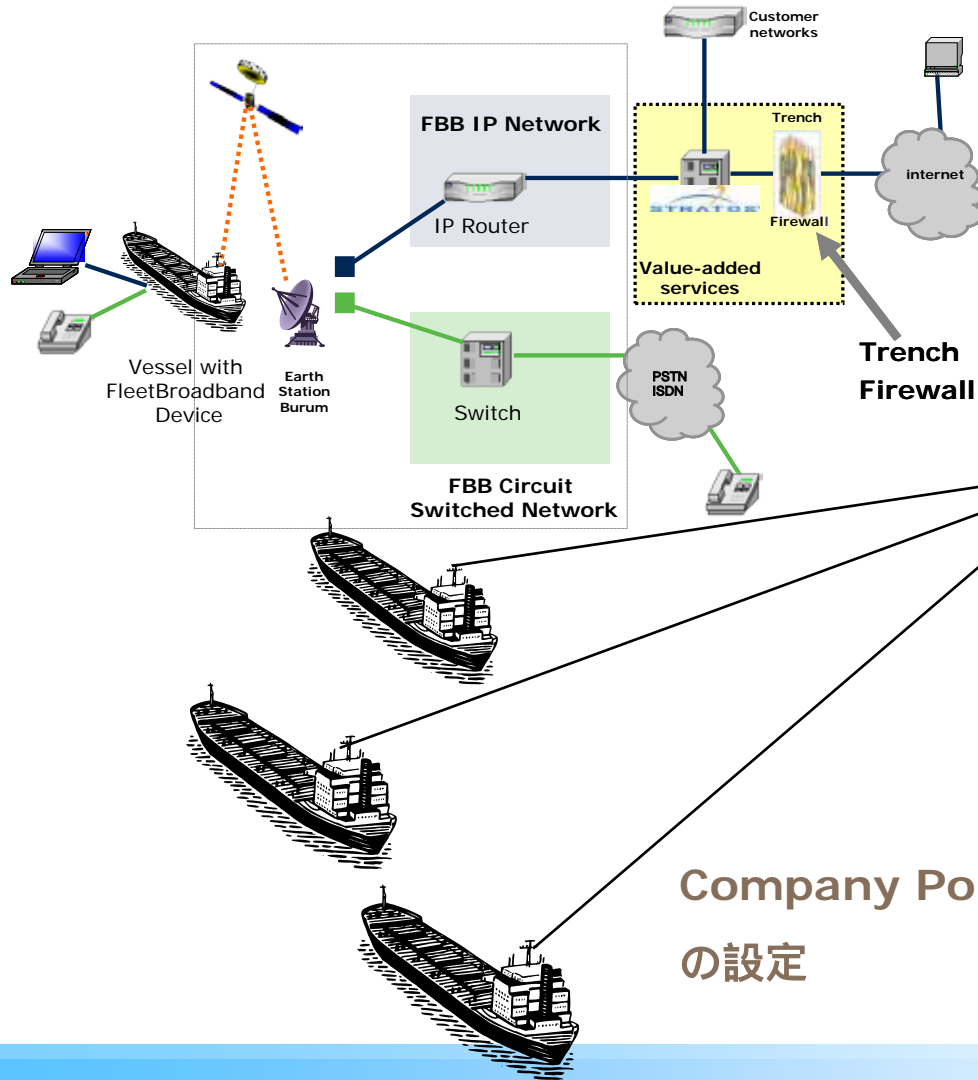 Customer
networks
FBB IP Network
IP Router
Trench
STRATOS
Firewall
internet
Value-added
services
Trench
Firewall
Vessel with
FleetBroadband
Device
Earth
Station
Burum
Switch
PSTN
ISDN
FBB Circuit
Switched Network
Company Po
の設定